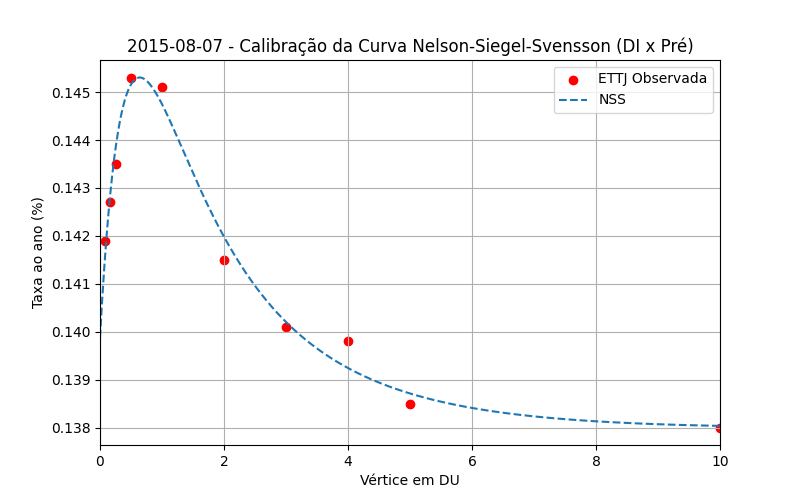 2015-08-07 - Calibração da Curva Nelson-Siegel-Svensson (DI x Pré)
ETTJ Observada
NSS
Taxa ao ano (%)
0.145
0.144
0.143
0.142
0.141
0.140
0.139
0.138
0 2 4 6 8 10
Vértice em DU